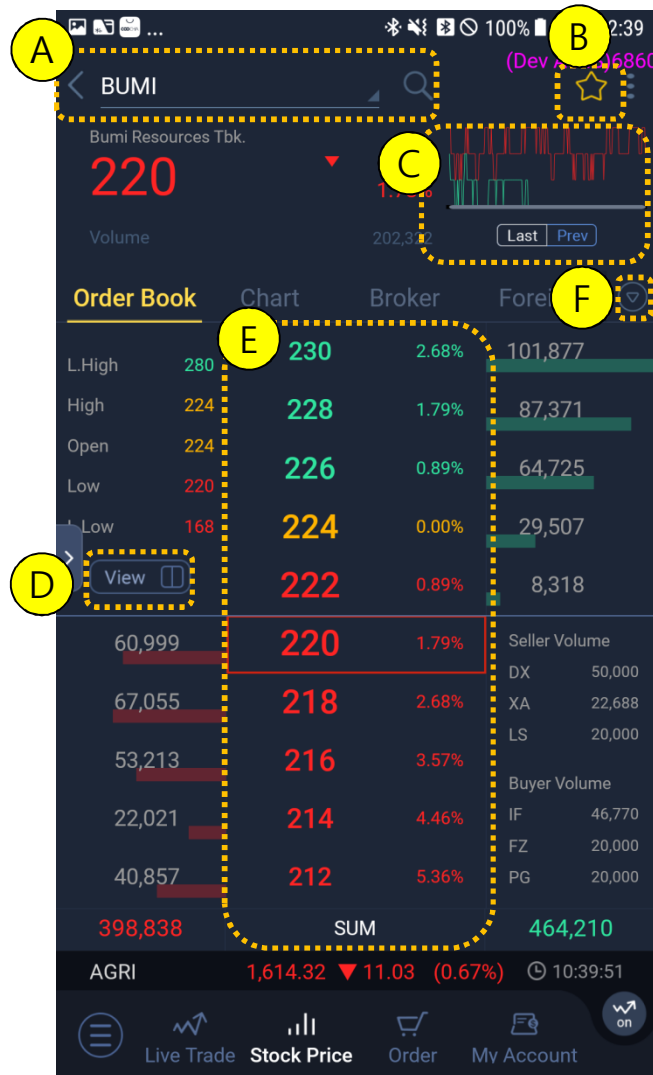 ... 100% 2:39
A
B
(Dev 6860
BUMI
Bumi Resources Tbk.
C
220
Volume 202,322
Last Prev
Order Book Chart Broker Forei
F
E
L.High 280
High 224
Open 224
Low 220
Low 168
D
View
230 2.68% 101,877
228 1.79% 87,371
226 0.89% 64,725
224 0.00% 29,507
222 0.89% 8,318
60,999 220 1.79%
67,055 218 2.68%
53,213 216 3.57%
22,021 214 4.46%
40,857 212 5.36%
Seller Volume
DX 50,000
XA 22,688
LS 20,000
Buyer Volume
IF 46,770
FZ 20,000
PG 20,000
398,838 SUM 464,210
AGRI 1,614.32 ▼ 11.03 (0.67%) 10:39:51
on
Live Trade Stock Price Order My Account